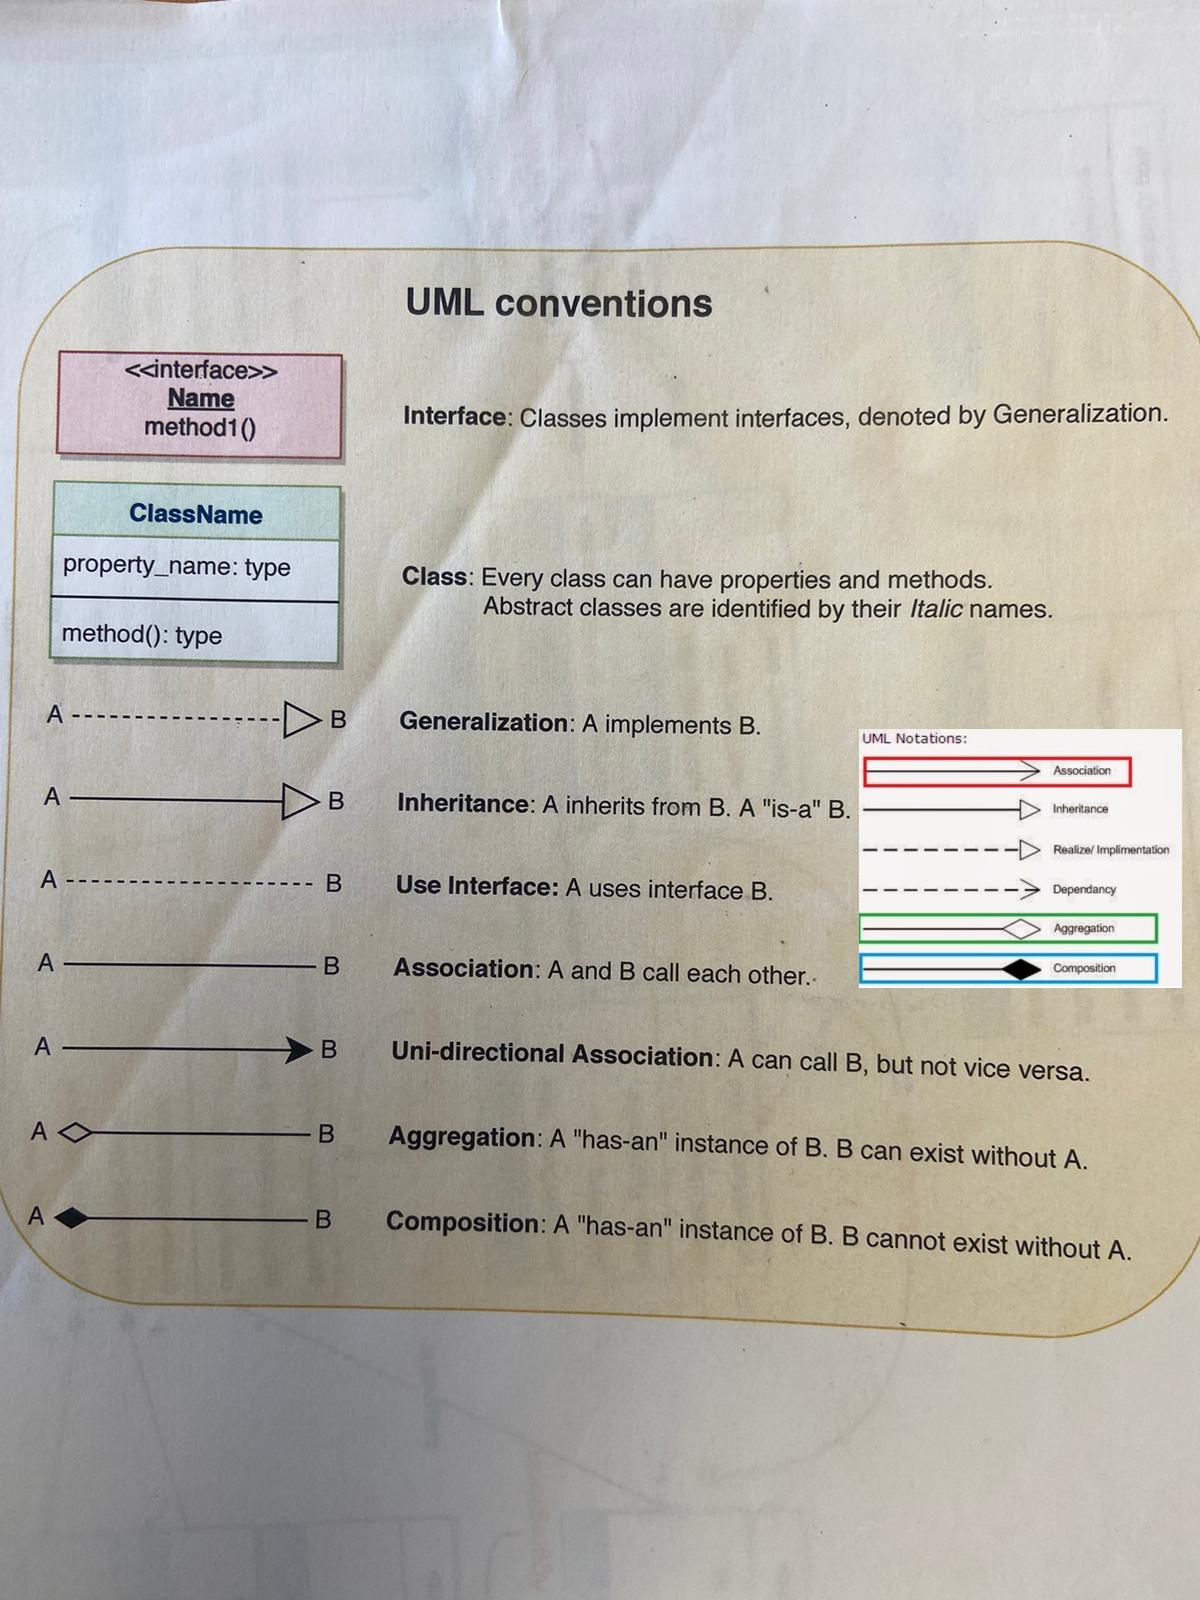 UML conventions
<<interface>>
Name
method1()
Interface: Classes implement interfaces, denoted by Generalization.
ClassName
property_name: type
method(): type
Class: Every class can have properties and methods.
Abstract classes are identified by their Italic names.
A B Generalization: A implements B.
A B Inheritance: A inherits from B. A "is-a" B.
A B Use Interface: A uses interface B.
A B Association: A and B call each other.
A B Uni-directional Association: A can call B, but not vice versa.
A B Aggregation: A "has-an" instance of B. B can exist without A.
A B Composition: A "has-an" instance of B. B cannot exist without A.
UML Notations:
Association
Inheritance
Realize/ Implimentation
Dependancy
Aggregation
Composition